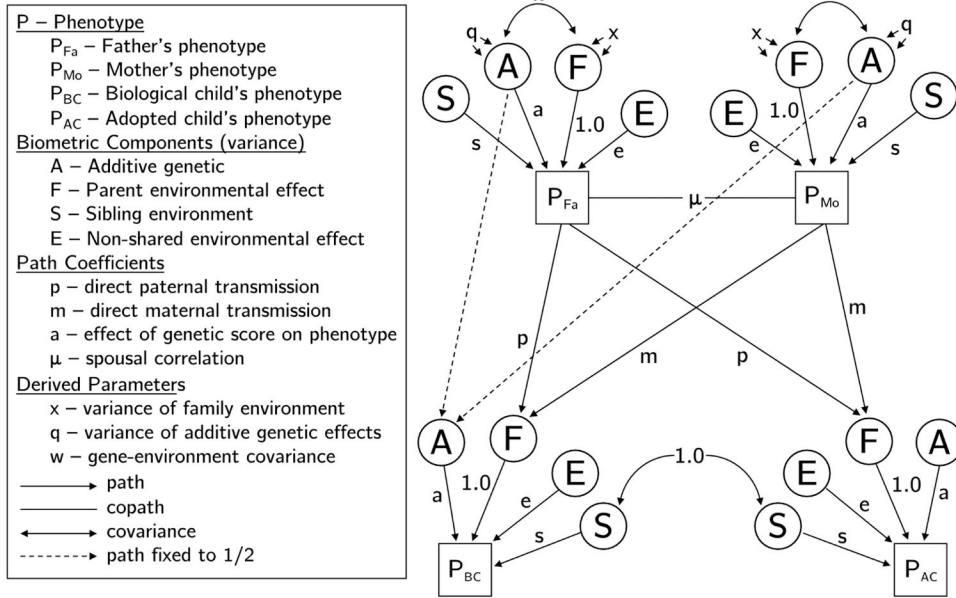 P – Phenotype
P_Fa – Father's phenotype
P_Mo – Mother's phenotype
P_BC – Biological child's phenotype
P_AC – Adopted child's phenotype
Biometric Components (variance)
A – Additive genetic
F – Parent environmental effect
S – Sibling environment
E – Non-shared environmental effect
Path Coefficients
p – direct paternal transmission
m – direct maternal transmission
a – effect of genetic score on phenotype
μ – spousal correlation
Derived Parameters
x – variance of family environment
q – variance of additive genetic effects
w – gene-environment covariance
path
copath
covariance
path fixed to 1/2
q x x q
A F F A
S E E S
s a 1.0 e e 1.0 a s
P_Fa μ P_Mo
p m p m
A F F A
1.0
E S S E
a 1.0 e s s e 1.0 a
P_BC P_AC